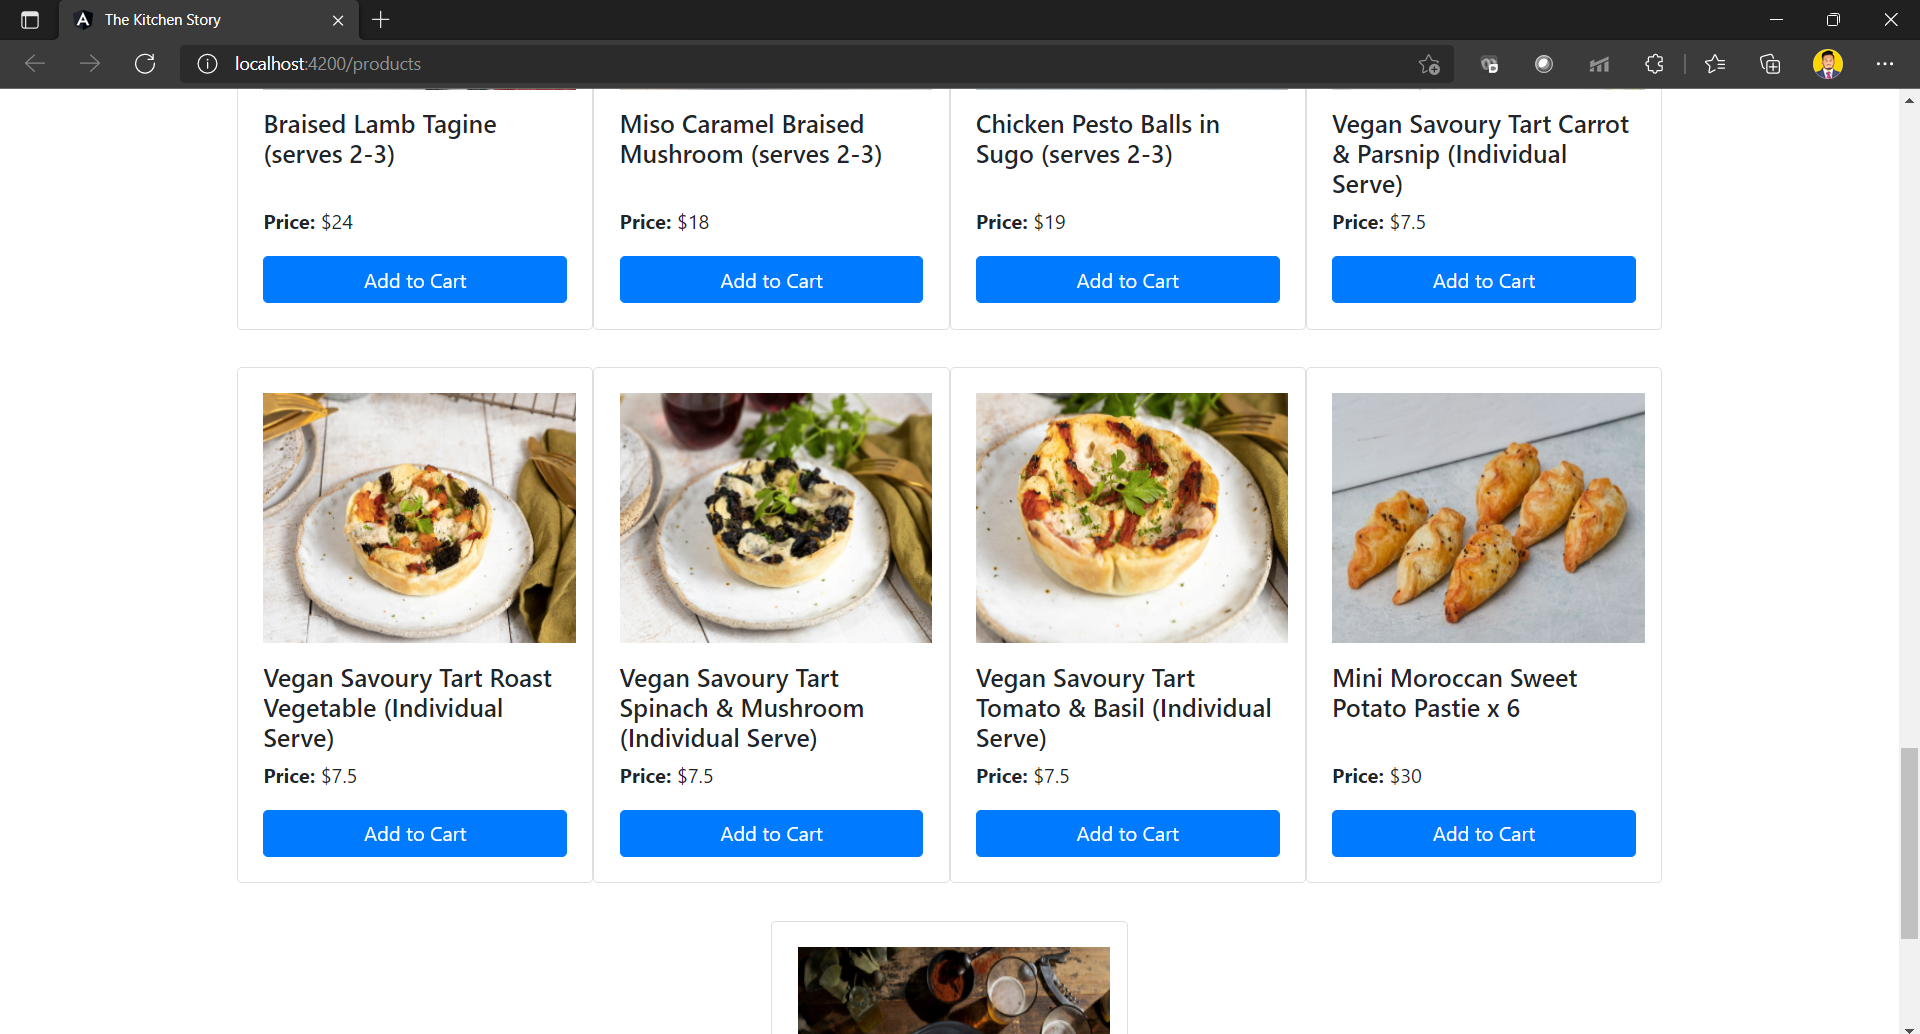 The Kitchen Story
localhost:4200/products
Braised Lamb Tagine
(serves 2-3)
Price: $24
Add to Cart
Miso Caramel Braised
Mushroom (serves 2-3)
Price: $18
Add to Cart
Chicken Pesto Balls in
Sugo (serves 2-3)
Price: $19
Add to Cart
Vegan Savoury Tart Carrot
& Parsnip (Individual
Serve)
Price: $7.5
Add to Cart
Vegan Savoury Tart Roast
Vegetable (Individual
Serve)
Price: $7.5
Add to Cart
Vegan Savoury Tart
Spinach & Mushroom
(Individual Serve)
Price: $7.5
Add to Cart
Vegan Savoury Tart
Tomato & Basil (Individual
Serve)
Price: $7.5
Add to Cart
Mini Moroccan Sweet
Potato Pastie x 6
Price: $30
Add to Cart